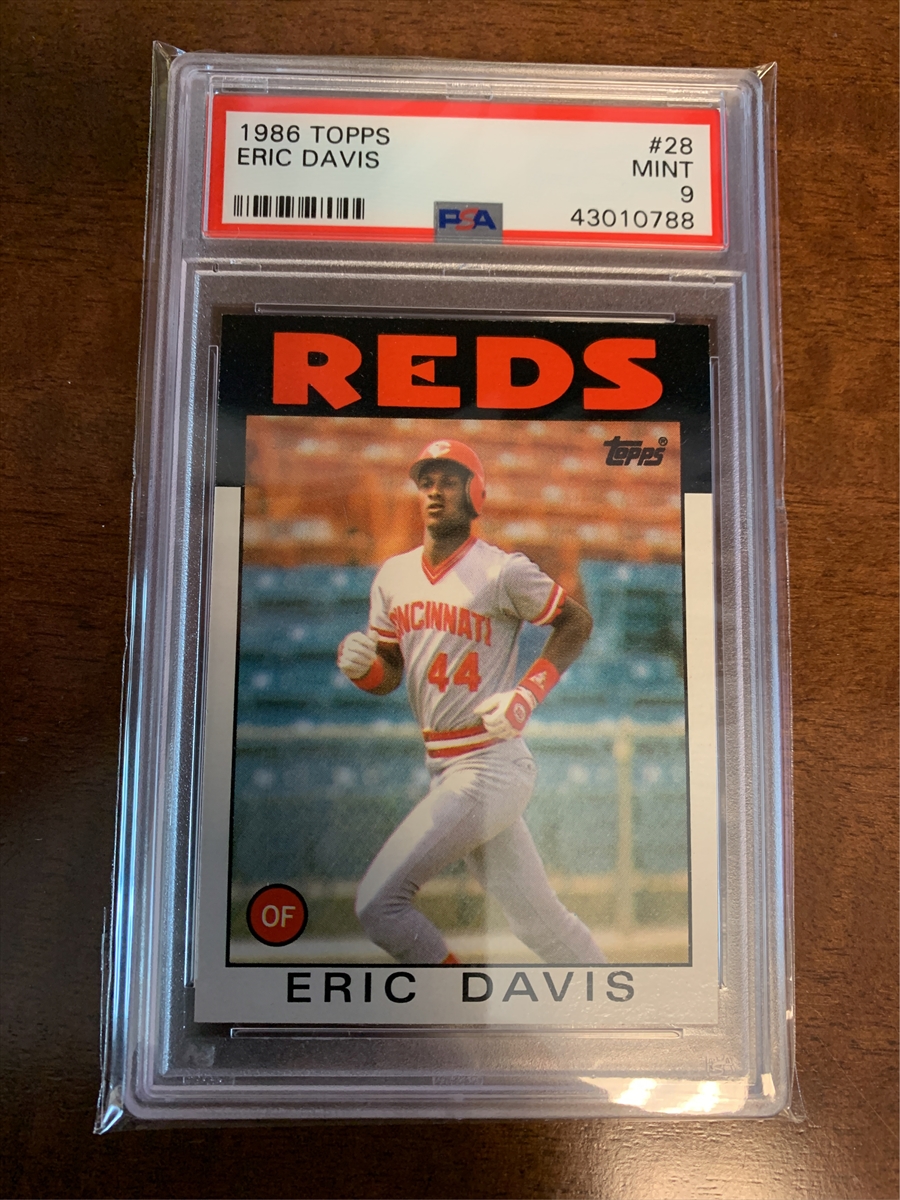 1986 TOPPS
ERIC DAVIS
#28
MINT
9
43010788
PSA
REDS
topps®
CINCINNATI
44
OF
ERIC DAVIS